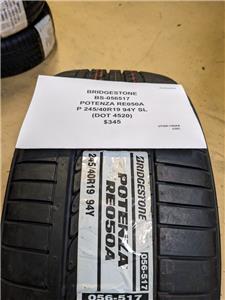 BRIDGESTONE
BS-056517
POTENZA RE050A
P 245/40R19 94Y SL
(DOT 4520)
$345
245/40R19 94Y
POTENZA
RE050A
BRIDGESTONE
056-517
056-517